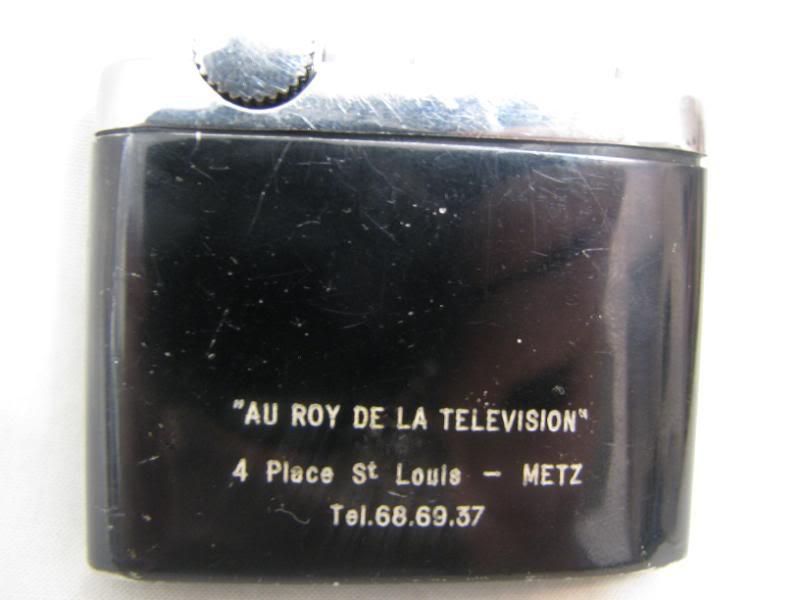 "AU ROY DE LA TELEVISION"
4 Place St Louis – METZ
Tel.68.69.37